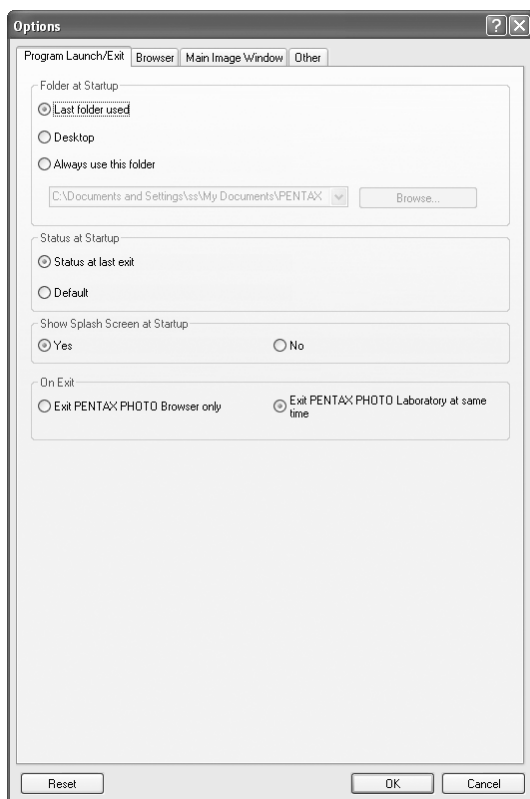 Options
Program Launch/Exit Browser Main Image Window Other
Folder at Startup
Last folder used
Desktop
Always use this folder
C:\Documents and Settings\ss\My Documents\PENTAX Browse...
Status at Startup
Status at last exit
Default
Show Splash Screen at Startup
Yes No
On Exit
Exit PENTAX PHOTO Browser only Exit PENTAX PHOTO Laboratory at same
time
Reset OK Cancel